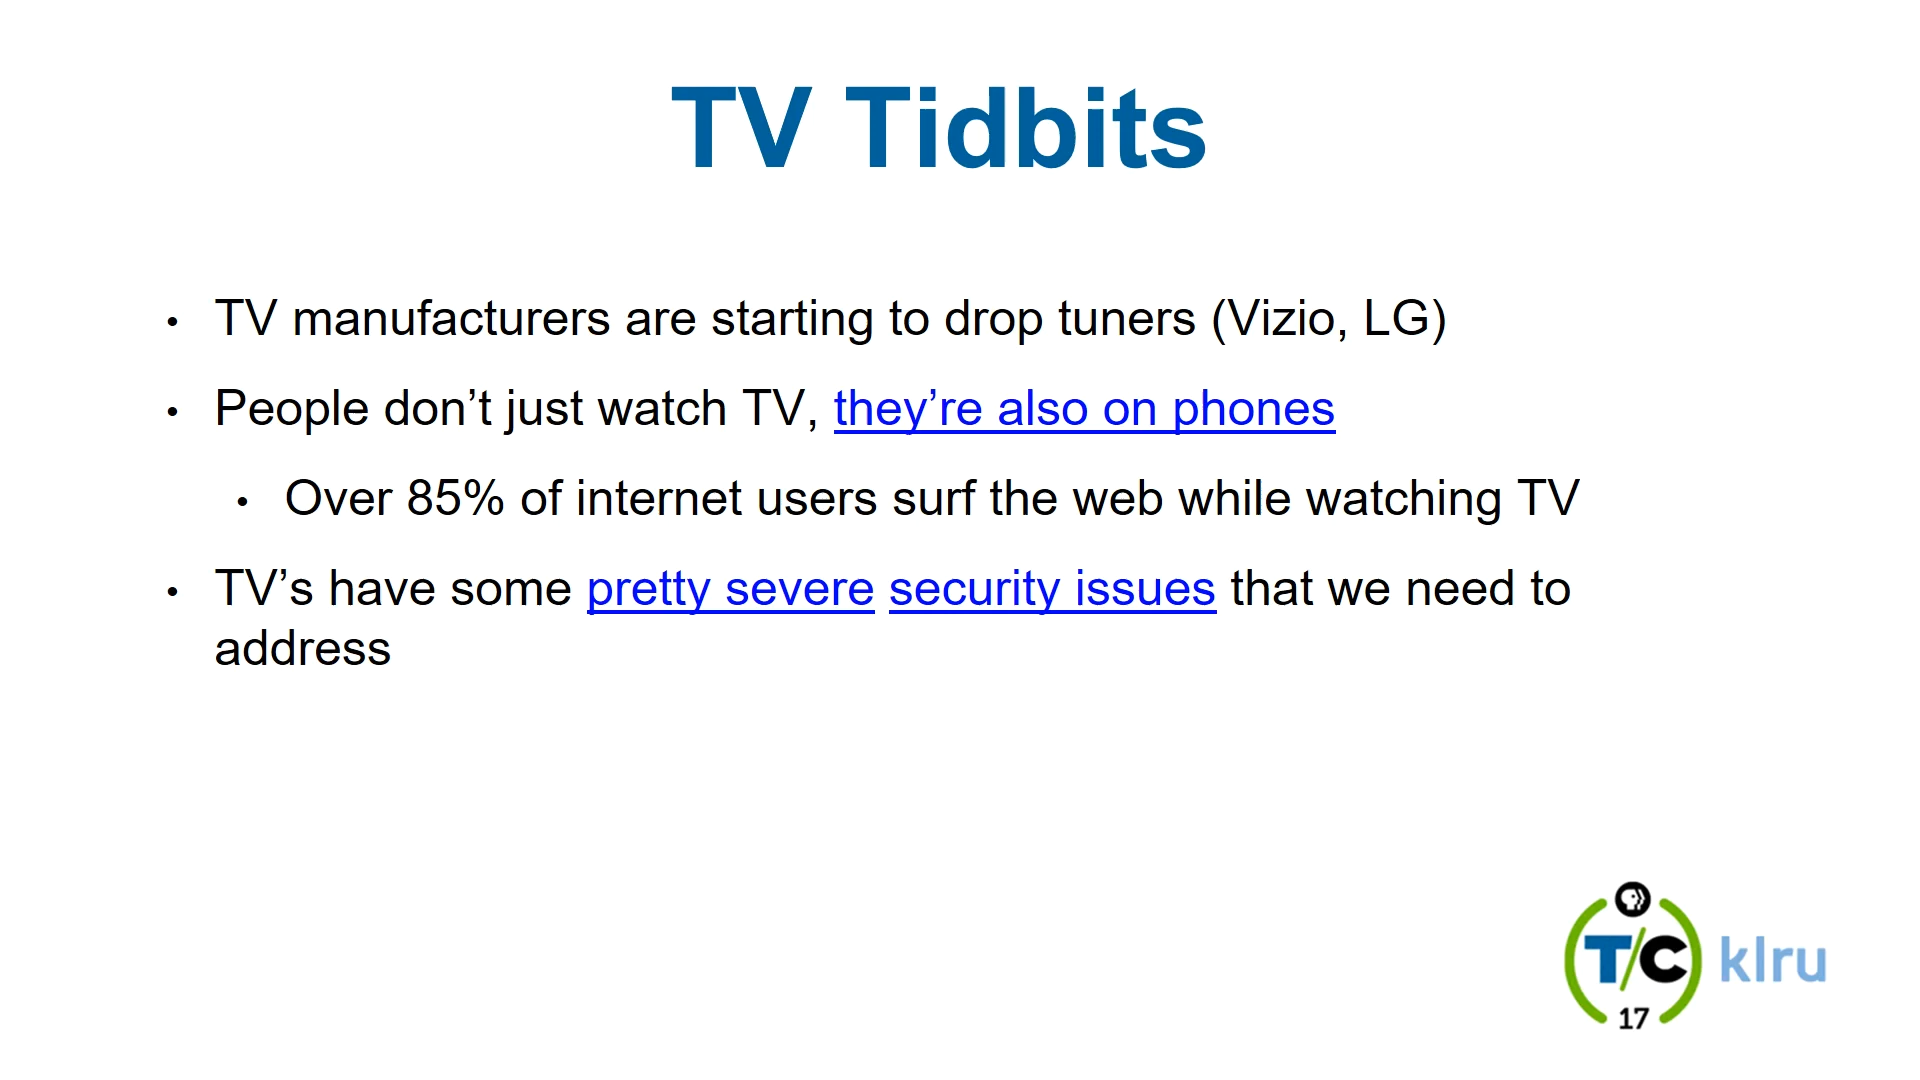 TV Tidbits
• TV manufacturers are starting to drop tuners (Vizio, LG)
• People don’t just watch TV, they’re also on phones
• Over 85% of internet users surf the web while watching TV
• TV’s have some pretty severe security issues that we need to
address
T/C klru
17